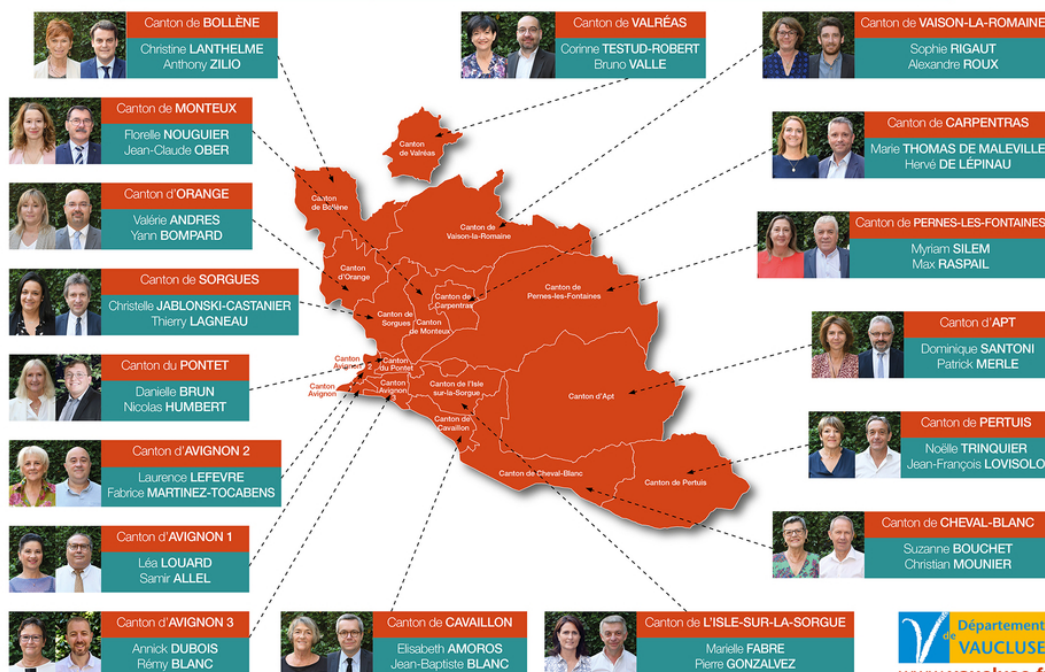 Canton de BOLLÈNE
Christine LANTHELME
Anthony ZILIO
Canton de VALRÉAS
Corinne TESTUD-ROBERT
Bruno VALLE
Canton de VAISON-LA-ROMAINE
Sophie RIGAUT
Alexandre ROUX
Canton de MONTEUX
Florelle NOUGUIER
Jean-Claude OBER
Canton de CARPENTRAS
Marie THOMAS DE MALEVILLE
Hervé DE LÉPINAU
Canton d'ORANGE
Valérie ANDRES
Yann BOMPARD
Canton de PERNES-LES-FONTAINES
Myriam SILEM
Max RASPAIL
Canton de SORGUES
Christelle JABLONSKI-CASTANIER
Thierry LAGNEAU
Canton d'APT
Dominique SANTONI
Patrick MERLE
Canton du PONTET
Danielle BRUN
Nicolas HUMBERT
Canton de PERTUIS
Noëlle TRINQUIER
Jean-François LOVISOLO
Canton d'AVIGNON 2
Laurence LEFEVRE
Fabrice MARTINEZ-TOCABENS
Canton de CHEVAL-BLANC
Suzanne BOUCHET
Christian MOUNIER
Canton d'AVIGNON 1
Léa LOUARD
Samir ALLEL
Canton d'AVIGNON 3
Annick DUBOIS
Rémy BLANC
Canton de CAVAILLON
Elisabeth AMOROS
Jean-Baptiste BLANC
Canton de L'ISLE-SUR-LA-SORGUE
Marielle FABRE
Pierre GONZALVEZ
Canton
de Valréas
Canton
de Bollène
Canton de
Vaison-la-Romaine
Canton
d'Orange
Canton de
Carpentras
Canton de
Pernes-les-Fontaines
Canton de
Sorgues
Canton
de Monteux
Canton
Avignon 2
Canton
du Pontet
Canton
Avignon
1
Canton
Avignon
3
Canton de l'Isle
sur-la-Sorgue
Canton d'Apt
Canton de
Cavaillon
Canton de Cheval-Blanc
Canton de Pertuis
Département
de
VAUCLUSE